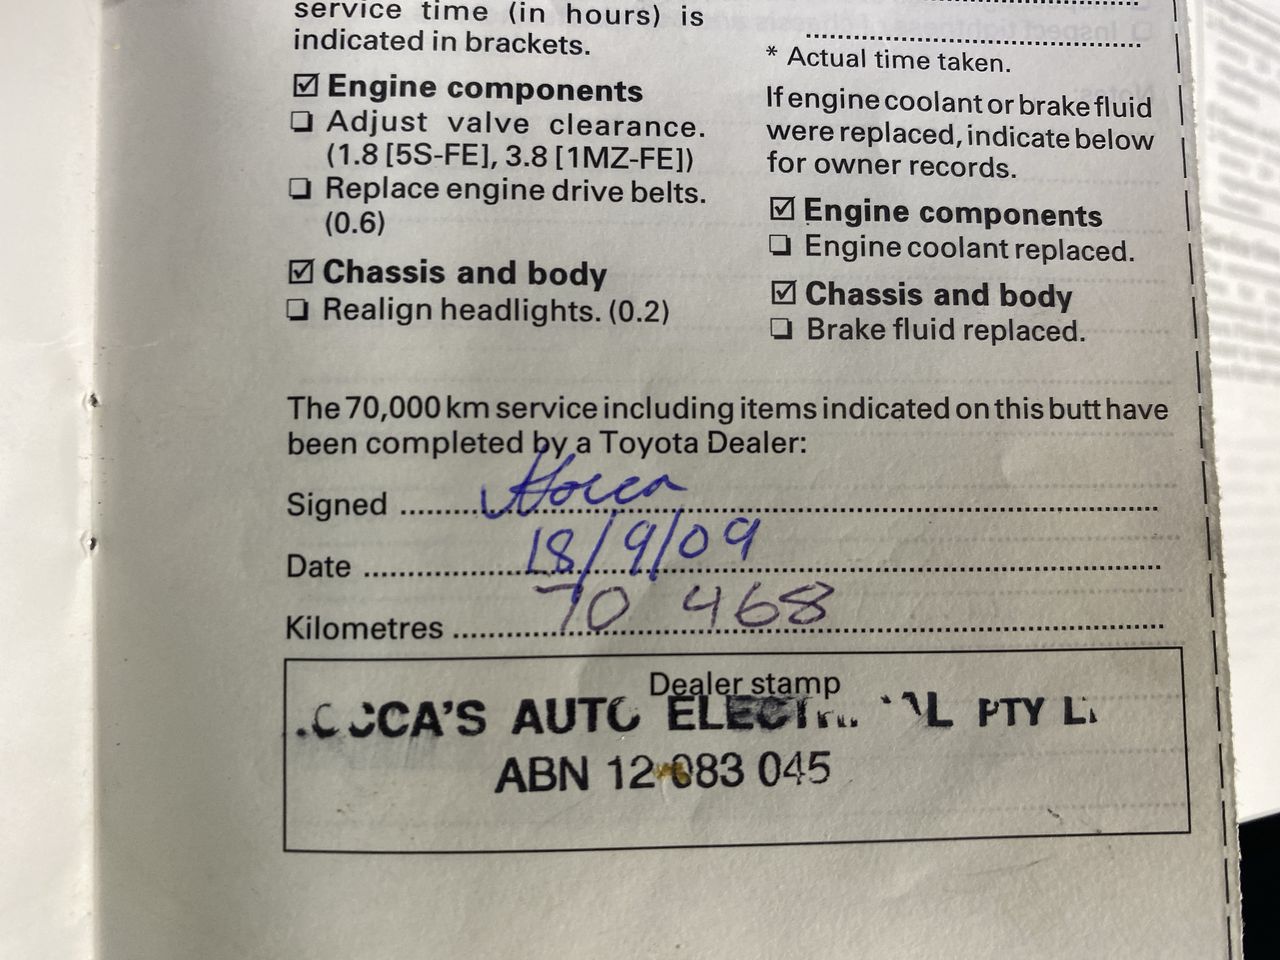 service time (in hours) is
indicated in brackets.
☑ Engine components
❏ Adjust valve clearance.
(1.8 [5S-FE], 3.8 [1MZ-FE])
❏ Replace engine drive belts.
(0.6)
☑ Chassis and body
❏ Realign headlights. (0.2)
* Actual time taken.
If engine coolant or brake fluid
were replaced, indicate below
for owner records.
☑ Engine components
❏ Engine coolant replaced.
☑ Chassis and body
❏ Brake fluid replaced.
The 70,000 km service including items indicated on this butt have
been completed by a Toyota Dealer:
Signed
Date 18/9/09
Kilometres 70 468
Dealer stamp
AUTO PTY
ABN 12 083 045